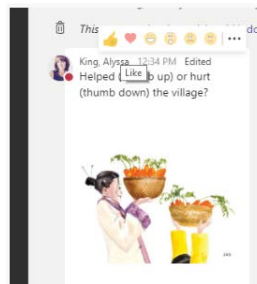 This
King, Alyssa 12:34 PM Edited
Helped
b up) or hurt
Like
(thumb down) the village?